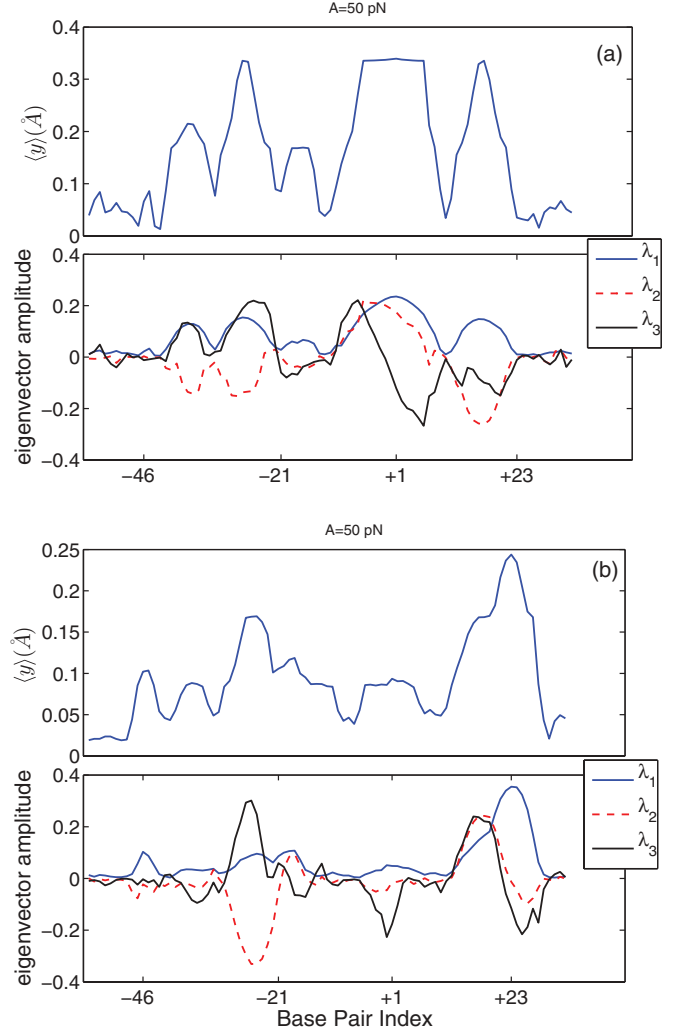 A=50 pN
(a)
0.4
0.3
0.2
0.1
0
⟨y⟩(Å)
0.4
0.2
0
−0.2
−0.4
eigenvector amplitude
λ1
λ2
λ3
−46 −21 +1 +23
A=50 pN
(b)
0.25
0.2
0.15
0.1
0.05
0
⟨y⟩(Å)
0.4
0.2
0
−0.2
−0.4
eigenvector amplitude
λ1
λ2
λ3
−46 −21 +1 +23
Base Pair Index